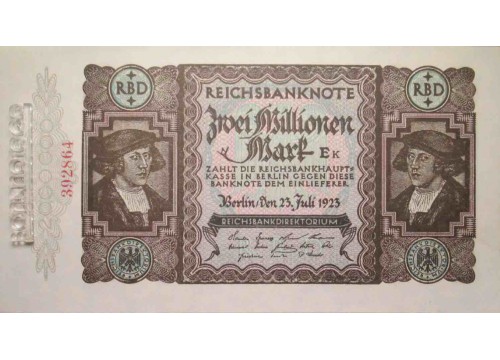 RBD
RBD
REICHSBANKNOTE
Zwei Millionen
Mark EK
ZAHLT DIE REICHSBANKHAUPT-
KASSE IN BERLIN GEGEN DIESE
BANKNOTE DEM EINLIEFERER
Berlin, den 23. Juli 1923
REICHSBANKDIREKTORIUM
392864